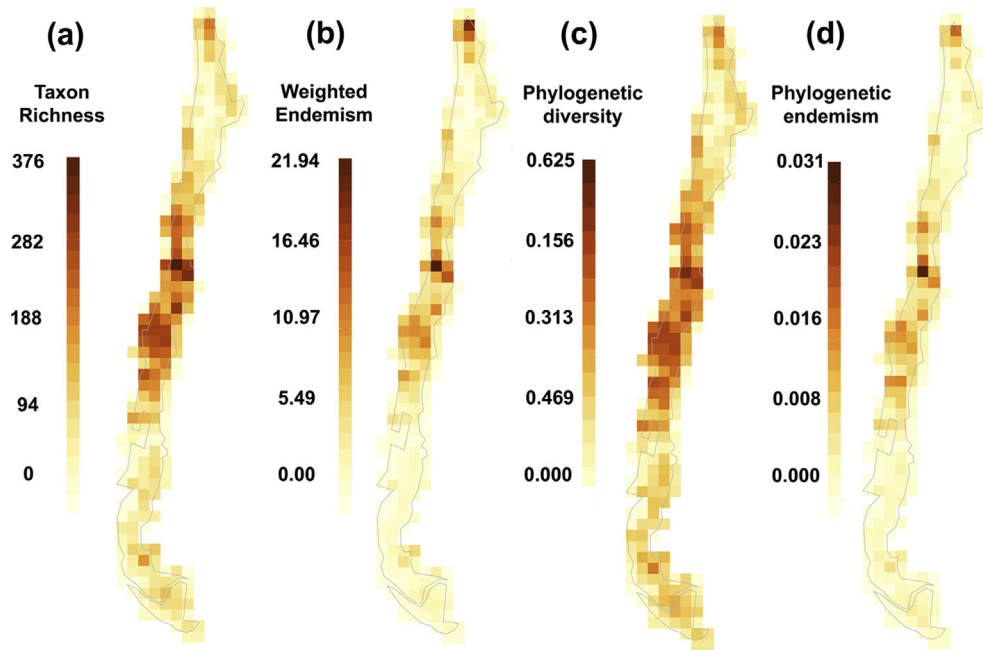 (a)
Taxon
Richness
376
282
188
94
0
(b)
Weighted
Endemism
21.94
16.46
10.97
5.49
0.00
(c)
Phylogenetic
diversity
0.625
0.156
0.313
0.469
0.000
(d)
Phylogenetic
endemism
0.031
0.023
0.016
0.008
0.000